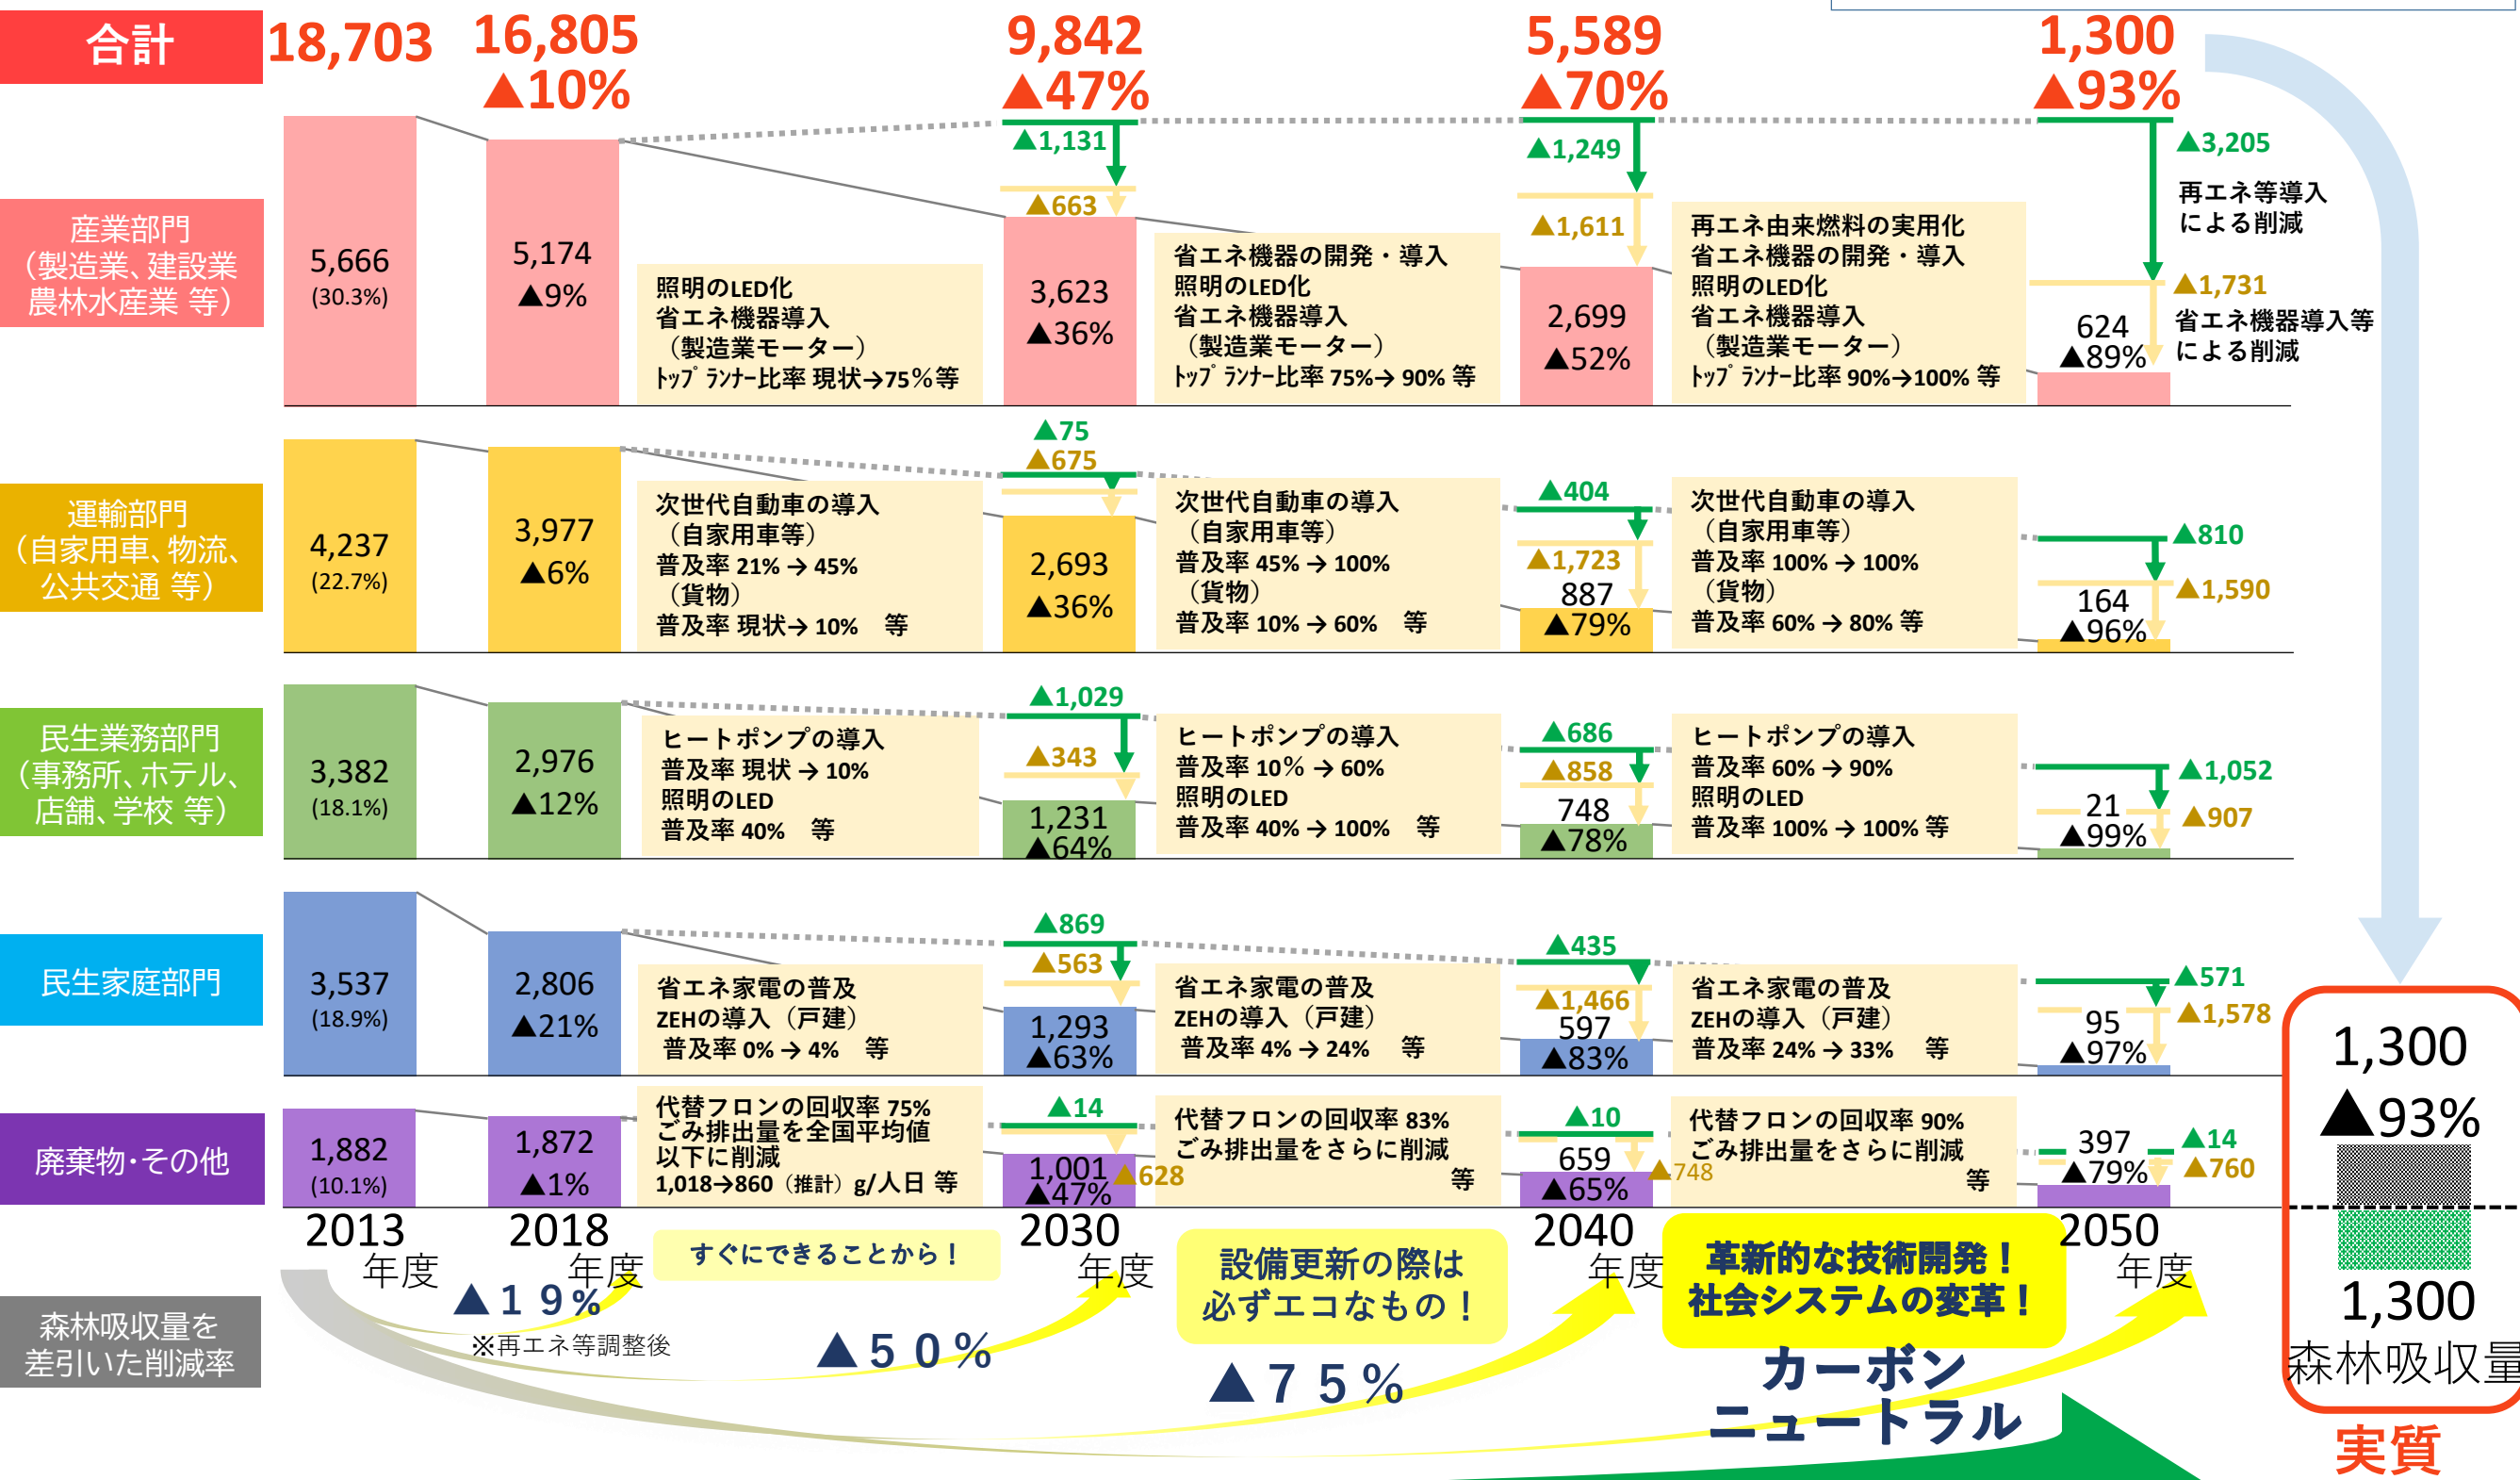 合計
18,703
16,805
▲10%
9,842
▲47%
5,589
▲70%
1,300
▲93%
産業部門
（製造業、建設業
農林水産業 等）
5,666
(30.3%)
5,174
▲9%
照明のLED化
省エネ機器導入
（製造業モーター）
ﾄｯﾌﾟﾗﾝﾅｰ比率 現状→75％等
▲1,131
▲663
3,623
▲36%
省エネ機器の開発・導入
照明のLED化
省エネ機器導入
（製造業モーター）
ﾄｯﾌﾟﾗﾝﾅｰ比率 75%→ 90% 等
▲1,249
▲1,611
2,699
▲52%
再エネ由来燃料の実用化
省エネ機器の開発・導入
照明のLED化
省エネ機器導入
（製造業モーター）
ﾄｯﾌﾟﾗﾝﾅｰ比率 90%→100% 等
▲3,205
再エネ等導入
による削減
▲1,731
省エネ機器導入等
による削減
624
▲89%
運輸部門
（自家用車、物流、
公共交通 等）
4,237
(22.7%)
3,977
▲6%
次世代自動車の導入
（自家用車等）
普及率 21% → 45%
（貨物）
普及率 現状→ 10%　等
▲75
▲675
2,693
▲36%
次世代自動車の導入
（自家用車等）
普及率 45% → 100%
（貨物）
普及率 10% → 60%　等
▲404
▲1,723
887
▲79%
次世代自動車の導入
（自家用車等）
普及率 100% → 100%
（貨物）
普及率 60% → 80% 等
▲810
▲1,590
164
▲96%
民生業務部門
（事務所、ホテル、
店舗、学校 等）
3,382
(18.1%)
2,976
▲12%
ヒートポンプの導入
普及率 現状 → 10%
照明のLED
普及率 40%　等
▲1,029
▲343
1,231
▲64%
ヒートポンプの導入
普及率 10％ → 60%
照明のLED
普及率 40% → 100%　等
▲686
▲858
748
▲78%
ヒートポンプの導入
普及率 60% → 90%
照明のLED
普及率 100% → 100% 等
▲1,052
▲907
21
▲99%
民生家庭部門
3,537
(18.9%)
2,806
▲21%
省エネ家電の普及
ZEHの導入（戸建）
普及率 0% → 4%　等
▲869
▲563
1,293
▲63%
省エネ家電の普及
ZEHの導入（戸建）
普及率 4% → 24%　等
▲435
▲1,466
597
▲83%
省エネ家電の普及
ZEHの導入（戸建）
普及率 24% → 33%　等
▲571
▲1,578
95
▲97%
廃棄物･その他
1,882
(10.1%)
1,872
▲1%
代替フロンの回収率 75%
ごみ排出量を全国平均値
以下に削減
1,018→860（推計）g/人日 等
▲14
▲628
1,001
▲47%
代替フロンの回収率 83%
ごみ排出量をさらに削減
等
▲10
▲748
659
▲65%
代替フロンの回収率 90%
ごみ排出量をさらに削減
等
▲14
▲760
397
▲79%
2013
年度
2018
年度
2030
年度
2040
年度
2050
年度
すぐにできることから！
設備更新の際は
必ずエコなもの！
革新的な技術開発！
社会システムの変革！
森林吸収量を
差引いた削減率
▲１９%
※再エネ等調整後
▲５０%
▲７５%
カーボン
ニュートラル
1,300
▲93%
1,300
森林吸収量
実質